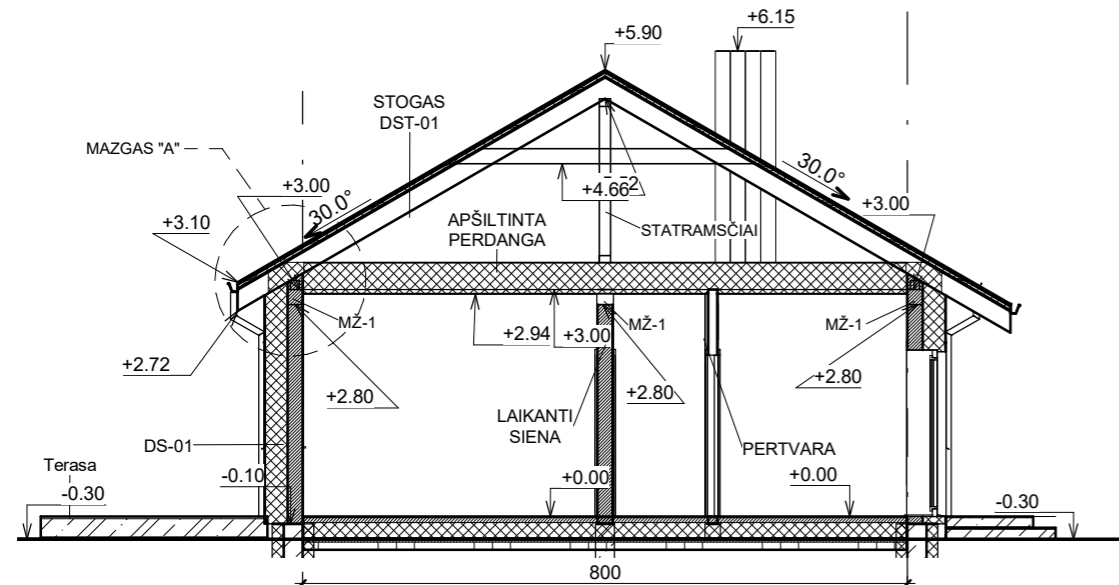 +6.15
+5.90
STOGAS
DST-01
MAZGAS "A"
30.0°
+4.66
+3.00
30.0°
+3.00
+3.10
APŠILTINTA
PERDANGA
STATRAMSČIAI
MŽ-1
MŽ-1
MŽ-1
+2.94
+3.00
+2.72
+2.80
+2.80
+2.80
LAIKANTI
SIENA
DS-01
PERTVARA
Terasa
-0.30
-0.10
+0.00
+0.00
-0.30
800